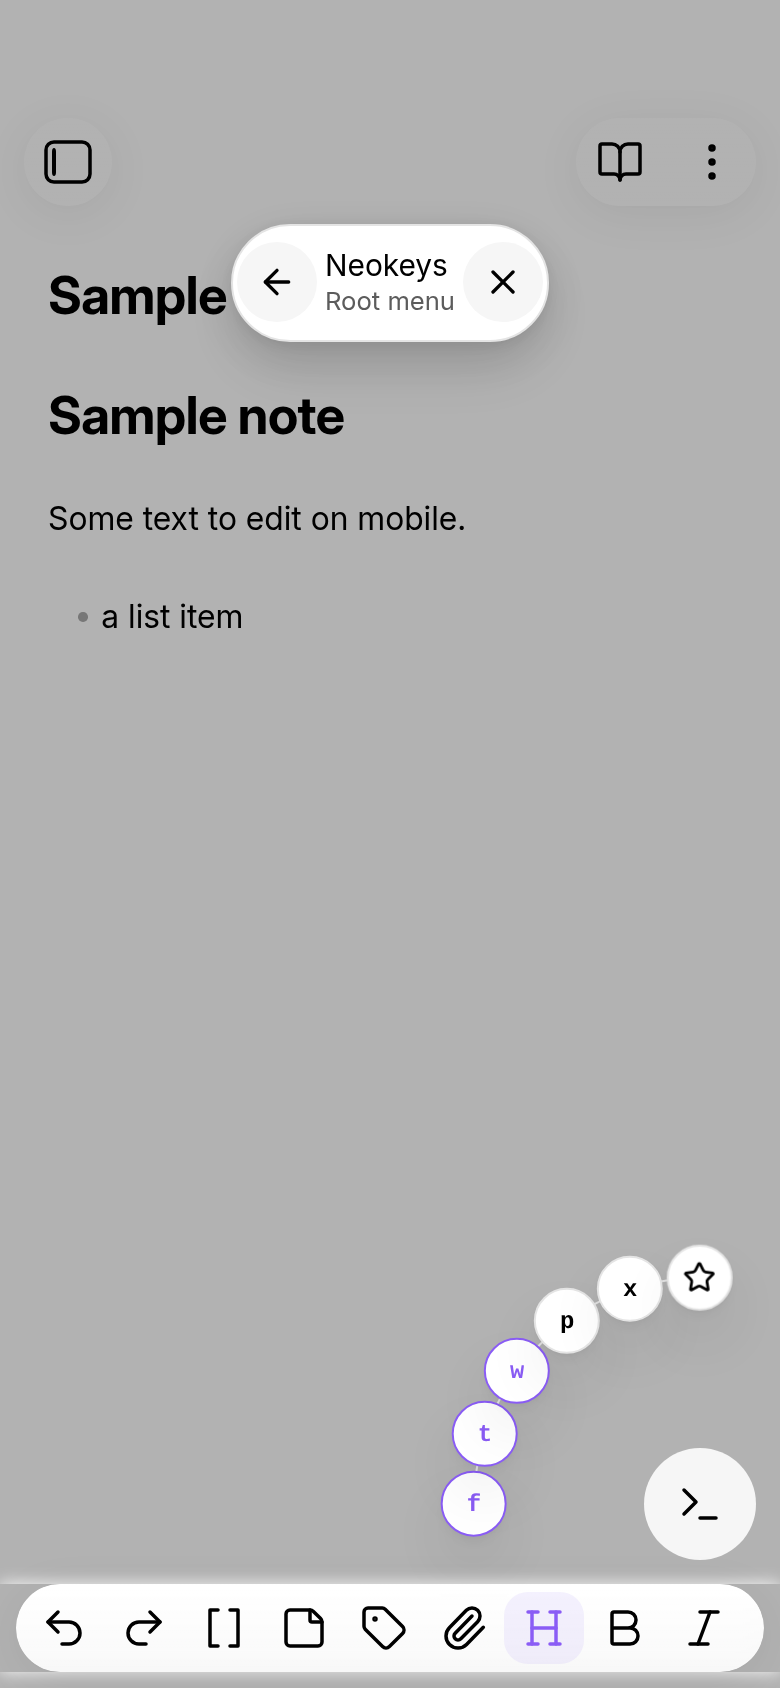 Neokeys
Root menu
Sample
Sample note
Some text to edit on mobile.
a list item
x
p
w
t
f